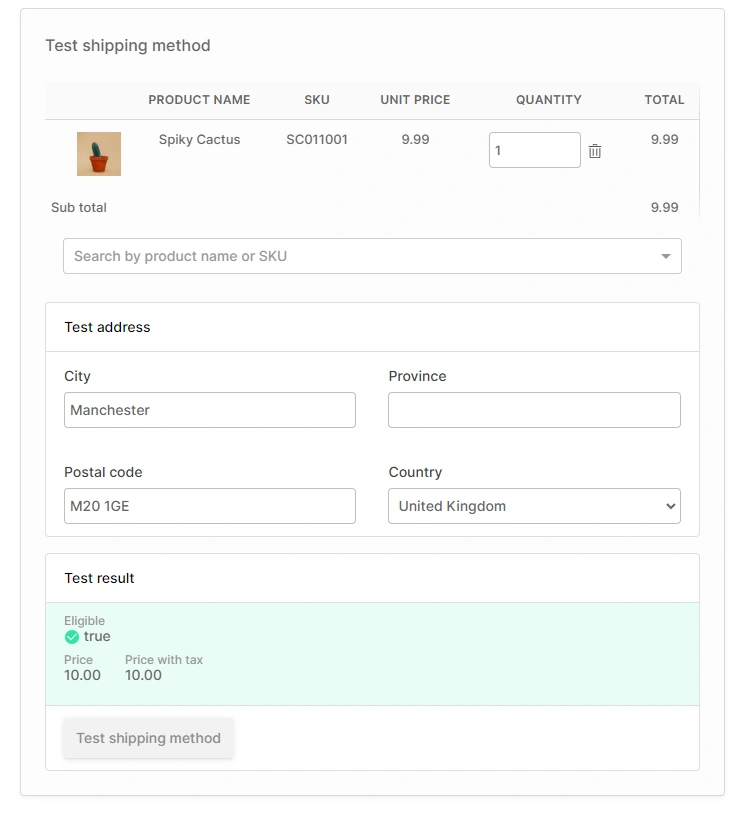 Test shipping method
PRODUCT NAME SKU UNIT PRICE QUANTITY TOTAL
Spiky Cactus SC011001 9.99 1 9.99
Sub total 9.99
Search by product name or SKU
Test address
City Province
Manchester
Postal code Country
M20 1GE United Kingdom
Test result
Eligible
true
Price Price with tax
10.00 10.00
Test shipping method